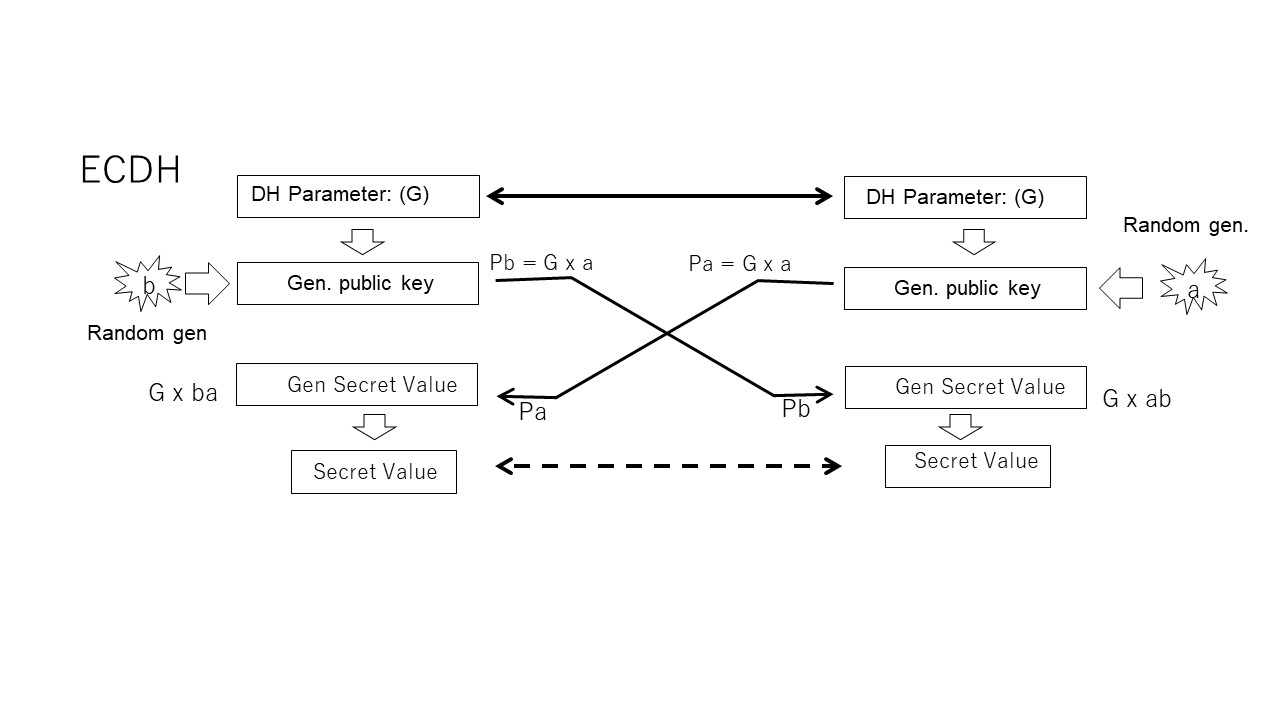 ECDH
DH Parameter: (G)
DH Parameter: (G)
Random gen.
Pb = G x a
Pa = G x a
b
Gen. public key
Gen. public key
a
Random gen
G x ba
Gen Secret Value
Gen Secret Value
G x ab
Pa
Pb
Secret Value
Secret Value